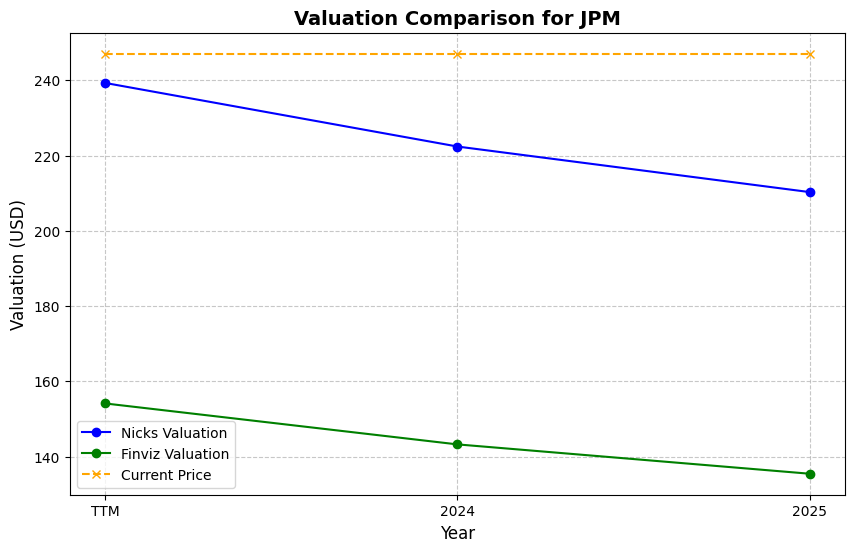 Valuation Comparison for JPM
Valuation (USD)
240
220
200
180
160
140
Nicks Valuation
Finviz Valuation
Current Price
TTM
2024
2025
Year